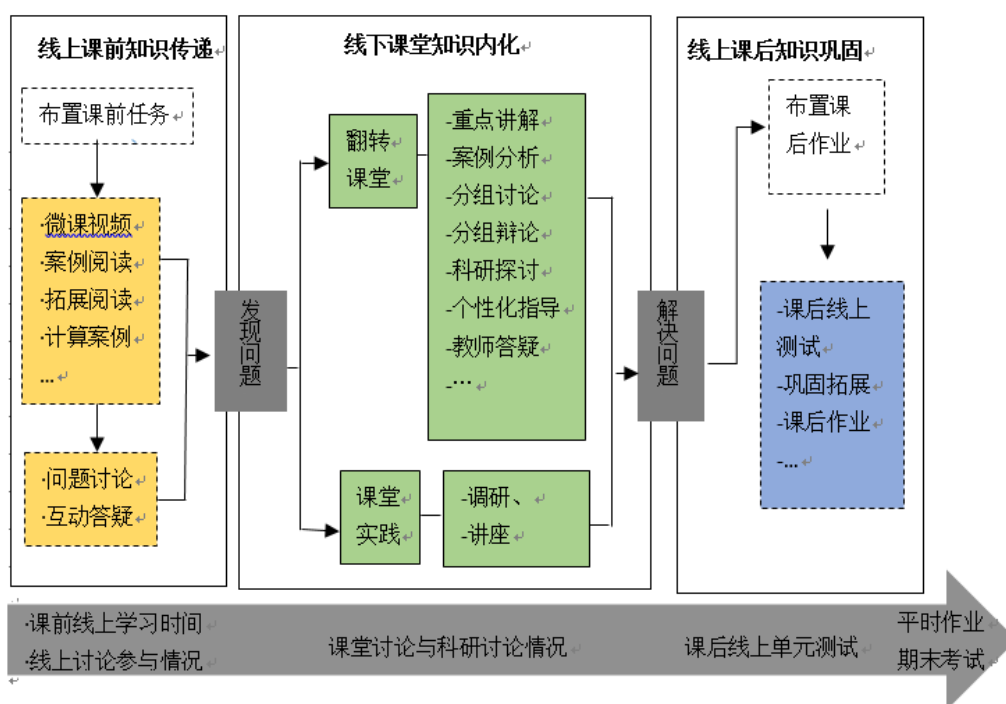 线上课前知识传递
布置课前任务
·微课视频
·案例阅读
·拓展阅读
·计算案例
...
·问题讨论
·互动答疑
发现问题
线下课堂知识内化
翻转
课堂
-重点讲解
-案例分析
-分组讨论
-分组辩论
-科研探讨
-个性化指导
-教师答疑
-...
课堂
实践
-调研、
-讲座
解决问题
线上课后知识巩固
布置课
后作业
-课后线上
测试
-巩固拓展
-课后作业
-...
·课前线上学习时间
·线上讨论参与情况
课堂讨论与科研讨论情况
课后线上单元测试
平时作业
期末考试